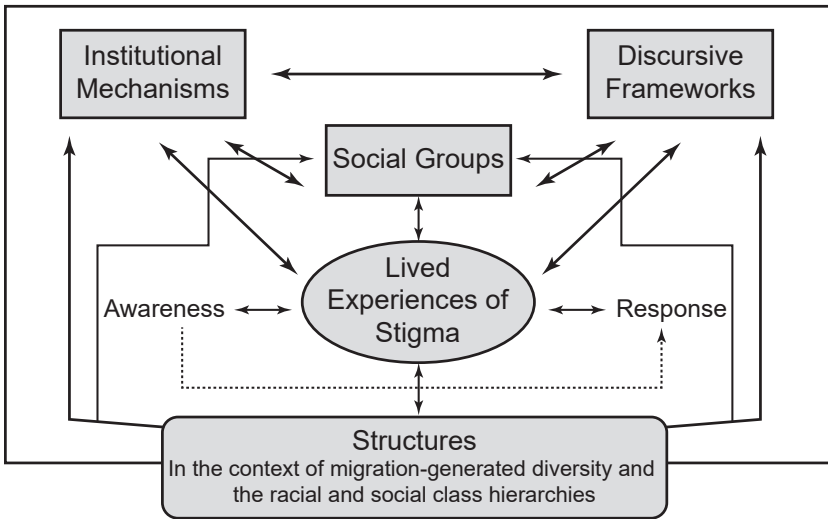 Institutional
Mechanisms
Discursive
Frameworks
Social Groups
Lived
Experiences of
Stigma
Awareness
Response
Structures
In the context of migration-generated diversity and
the racial and social class hierarchies